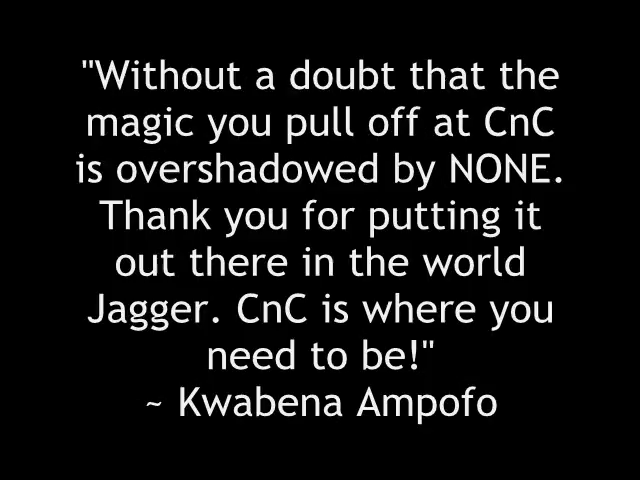 "Without a doubt that the
magic you pull off at CnC
is overshadowed by NONE.
Thank you for putting it
out there in the world
Jagger. CnC is where you
need to be!"
~ Kwabena Ampofo